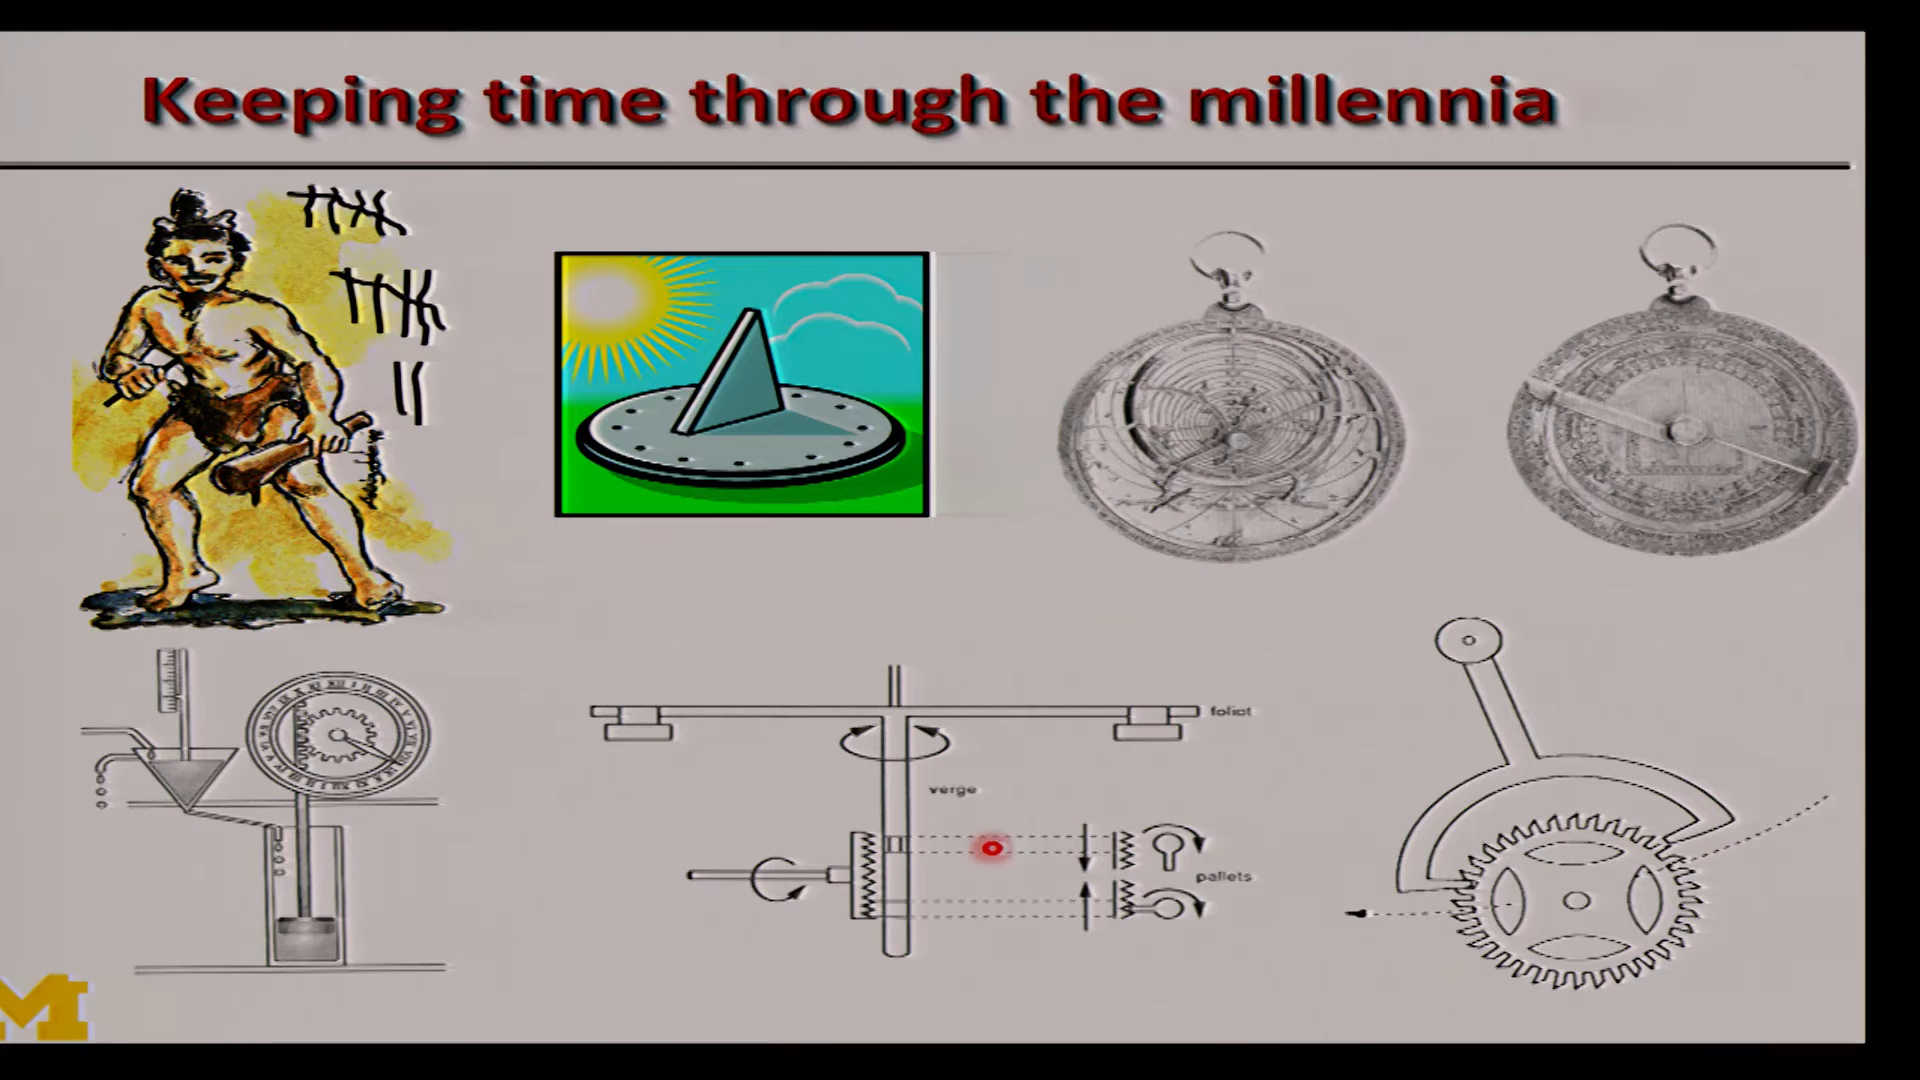 Keeping time through the millennia
foliot
verge
pallets
M